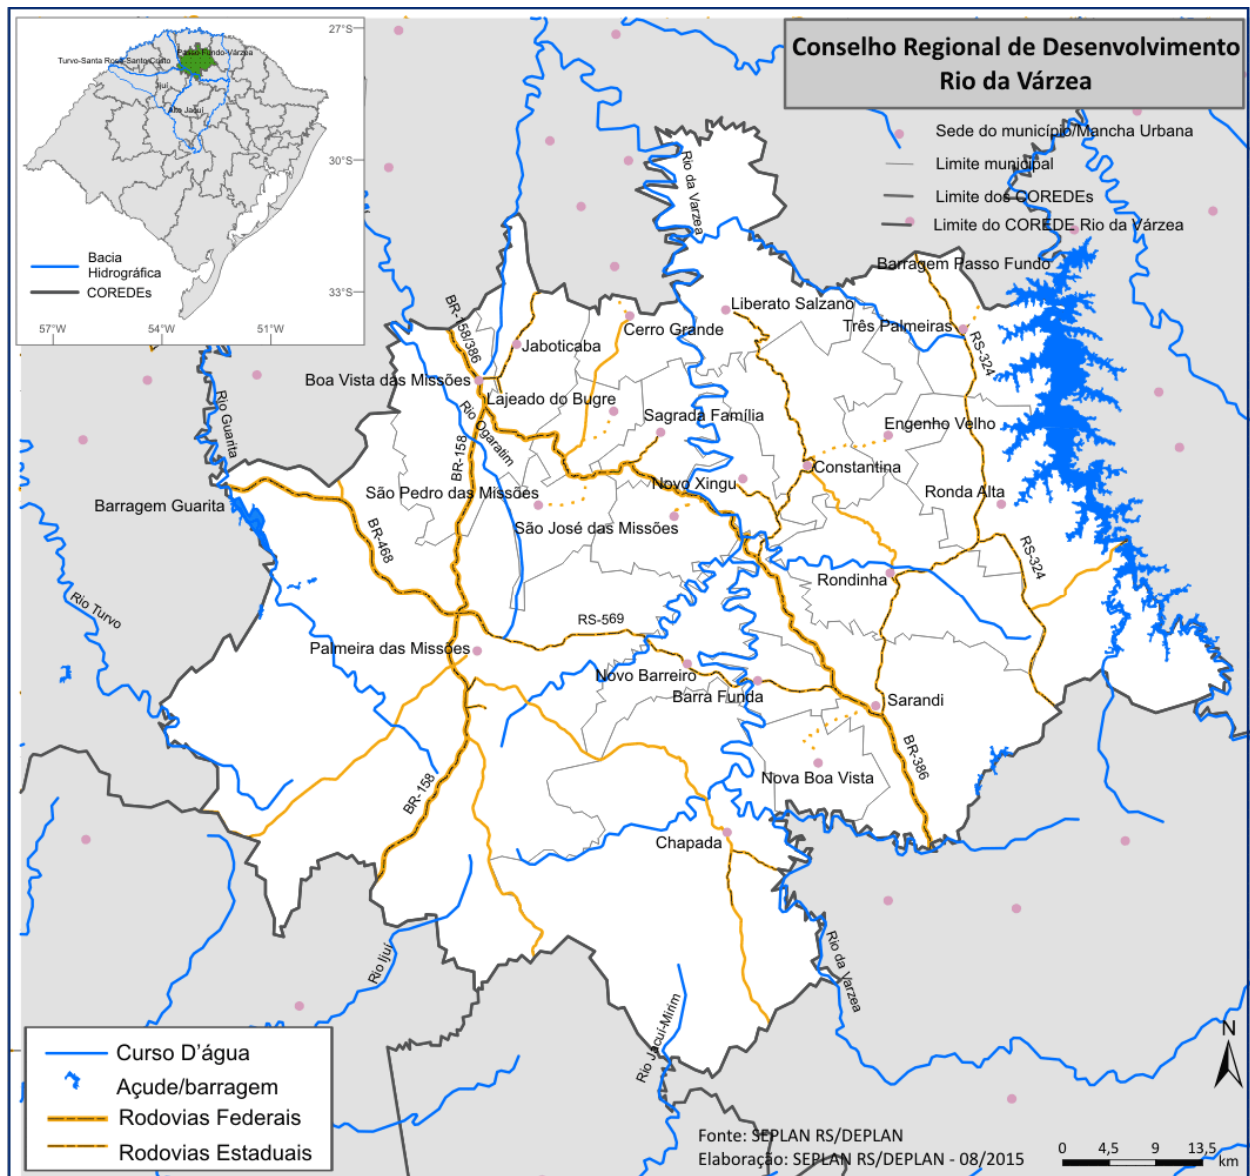 Conselho Regional de Desenvolvimento
Rio da Várzea
27°S
30°S
33°S
57°W
54°W
51°W
Passo Fundo-Várzea
Turvo-Santa Rosa-Santo Cristo
Ijuí
Alto Jacuí
Bacia
Hidrográfica
COREDEs
Sede do município/Mancha Urbana
Limite municipal
Limite dos COREDEs
Limite do COREDE Rio da Várzea
Rio da Varzea
Barragem Passo Fundo
Liberato Salzano
Três Palmeiras
RS-324
BR-158/386
Cerro Grande
Jaboticaba
Boa Vista das Missões
Lajeado do Bugre
Sagrada Família
Rio Guarita
Rio Ogaratim
BR-158
Engenho Velho
Constantina
Novo Xingu
São Pedro das Missões
Ronda Alta
Barragem Guarita
São José das Missões
BR-468
RS-324
Rondinha
Rio Turvo
RS-569
Palmeira das Missões
Novo Barreiro
Barra Funda
Sarandi
BR-386
Nova Boa Vista
BR-158
Chapada
Rio Ijuí
Rio da Varzea
Rio Jacuí-Mirim
N
Curso D'água
Açude/barragem
Rodovias Federais
Rodovias Estaduais
Fonte: SEPLAN RS/DEPLAN
Elaboração: SEPLAN RS/DEPLAN - 08/2015
0 4,5 9 13,5
km